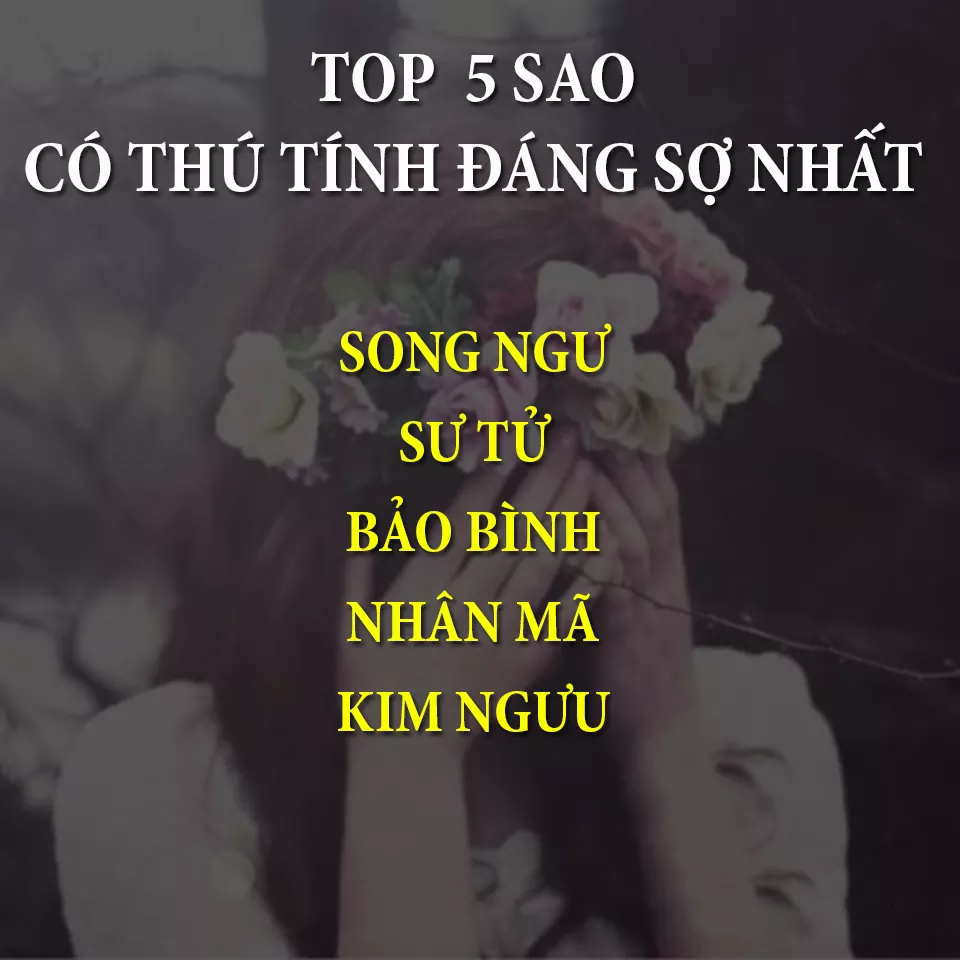 TOP 5 SAO
CÓ THÚ TÍNH ĐÁNG SỢ NHẤT
SONG NGƯ
SƯ TỬ
BẢO BÌNH
NHÂN MÃ
KIM NGƯU